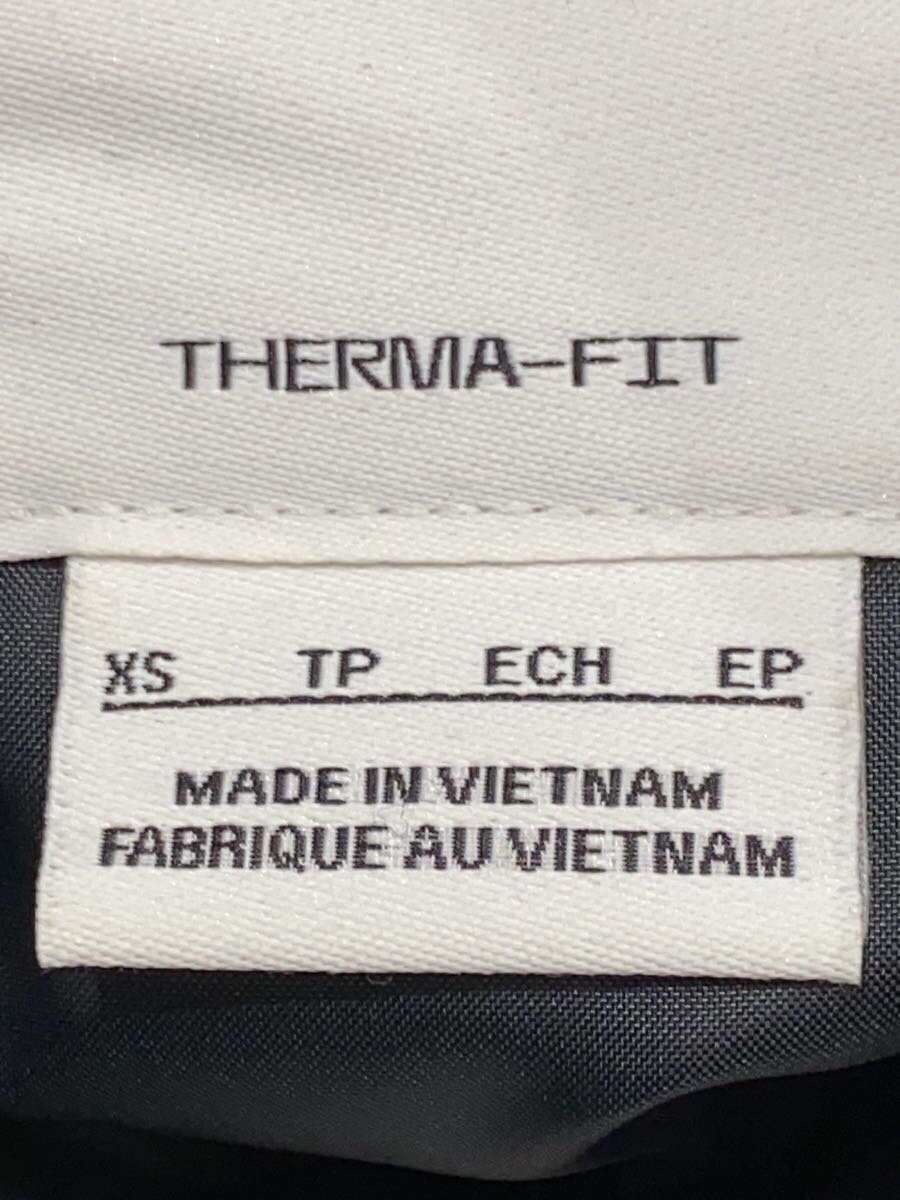 THERMA-FIT
XS TP ECH EP
MADE IN VIETNAM
FABRIQUE AU VIETNAM